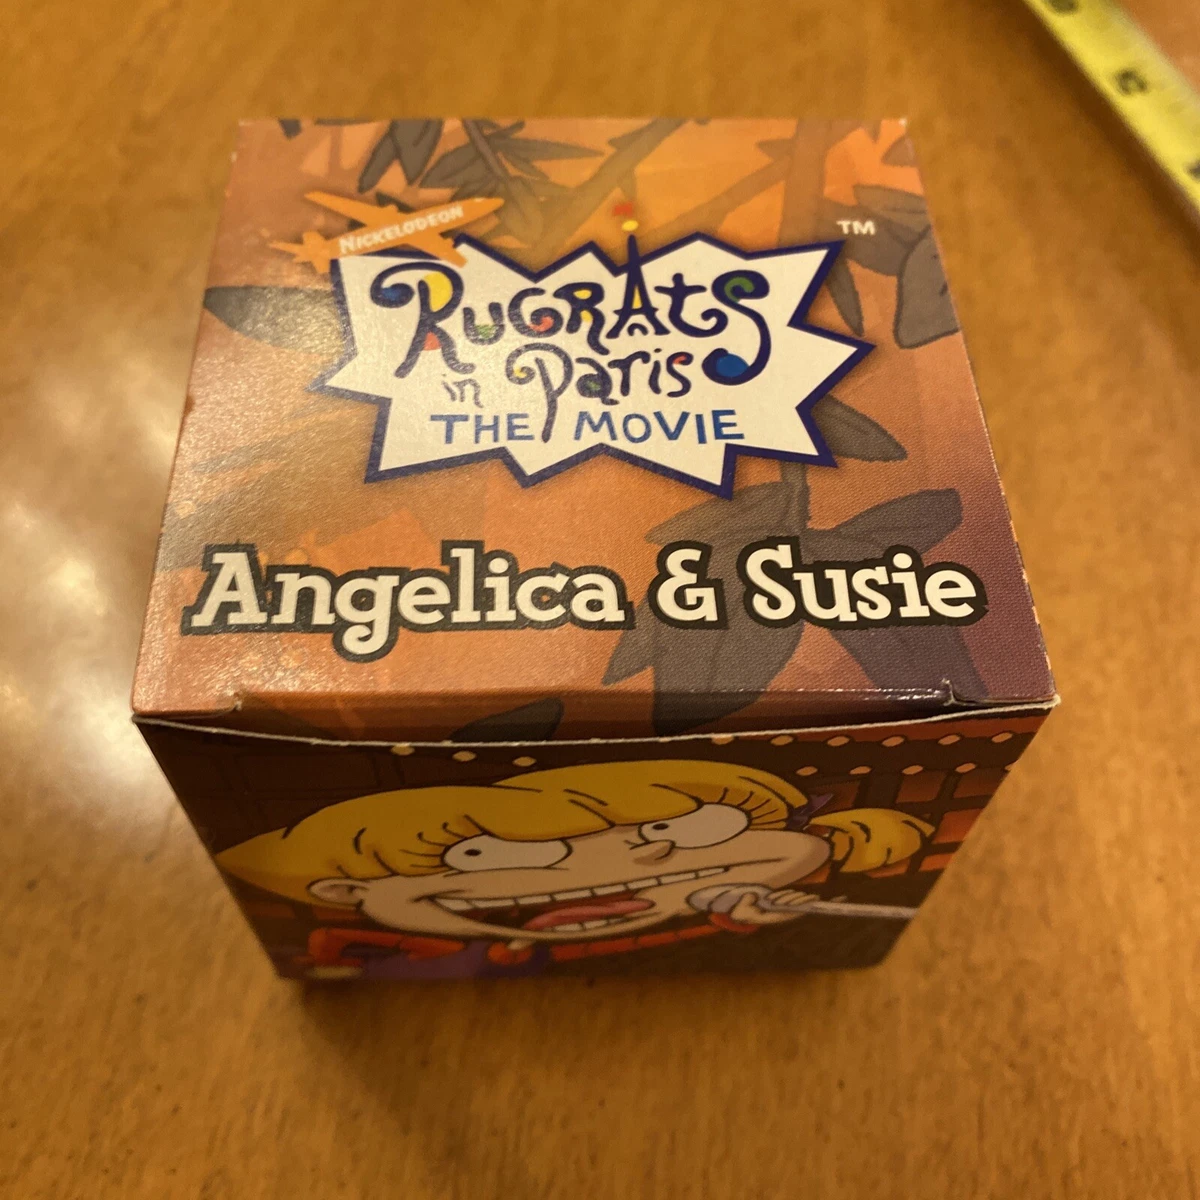 NICKELODEON
TM
RUGRATS
in Paris
THE MOVIE
Angelica & Susie